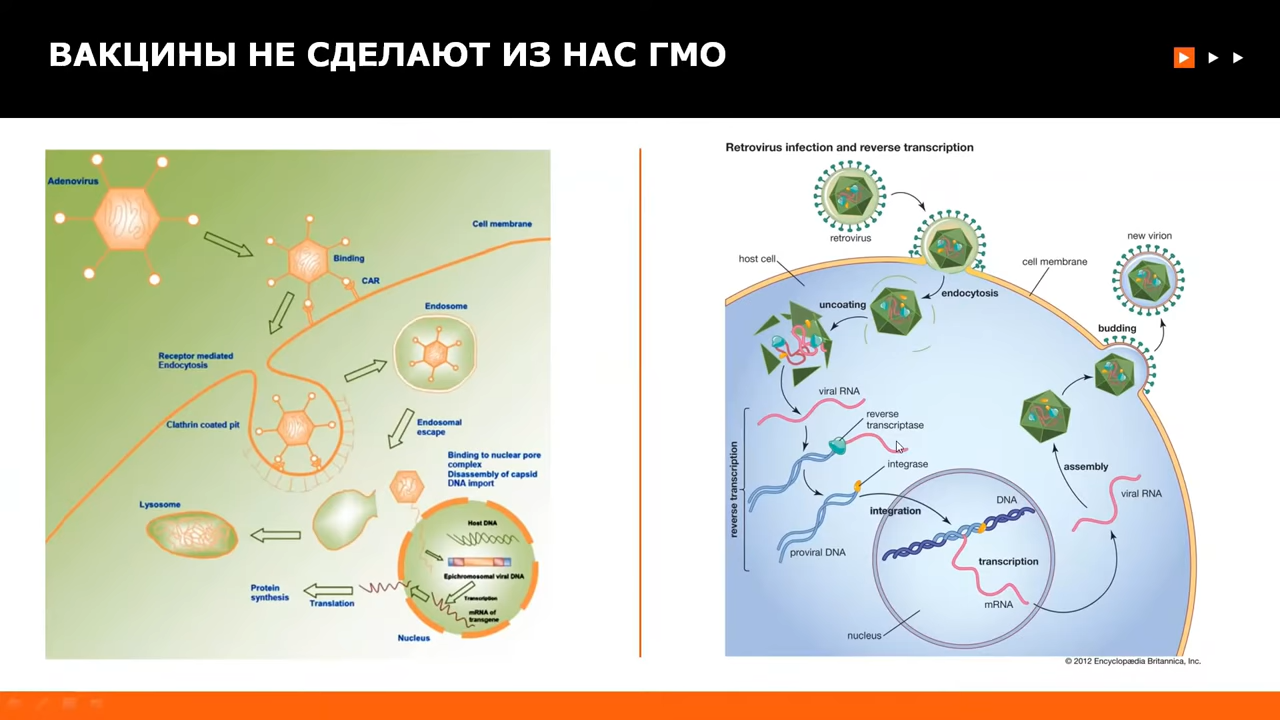 ВАКЦИНЫ НЕ СДЕЛАЮТ ИЗ НАС ГМО
Adenovirus
Cell membrane
Binding
CAR
Endosome
Receptor mediated
Endocytosis
Clathrin coated pit
Endosomal
escape
Binding to nuclear pore
complex
Disassembly of capsid
DNA import
Lysosome
Host DNA
Epichromosomal viral DNA
Transcription
mRNA of
transgene
Protein
synthesis
Translation
Nucleus
Retrovirus infection and reverse transcription
retrovirus
new virion
host cell
cell membrane
endocytosis
uncoating
budding
viral RNA
reverse
transcriptase
integrase
reverse transcription
assembly
viral RNA
DNA
integration
proviral DNA
transcription
mRNA
nucleus
© 2012 Encyclopædia Britannica, Inc.